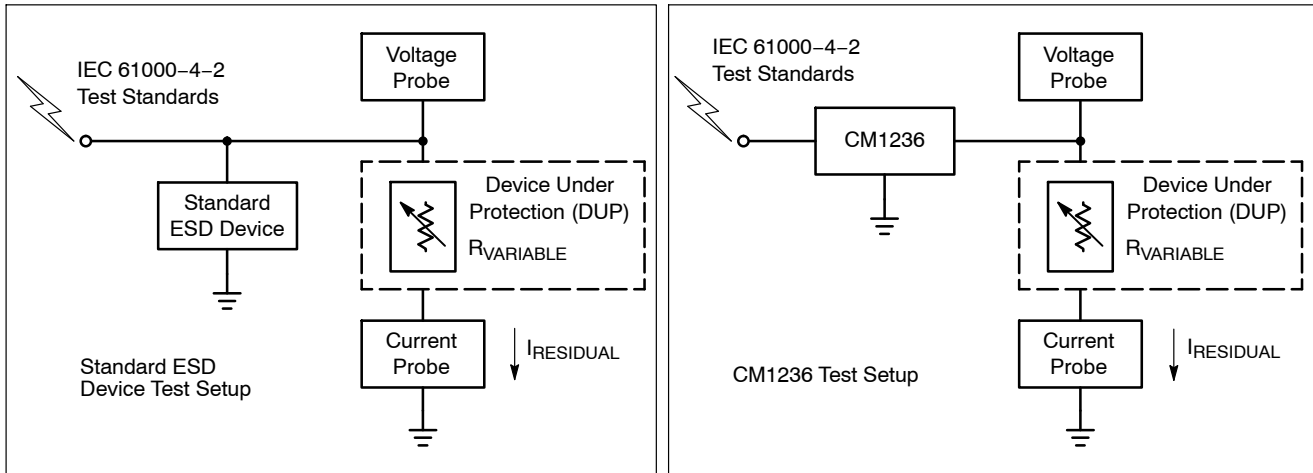 IEC 61000−4−2
Test Standards
Voltage
Probe
Standard
ESD Device
Device Under
Protection (DUP)
RVARIABLE
Current
Probe
IRESIDUAL
Standard ESD
Device Test Setup
IEC 61000−4−2
Test Standards
Voltage
Probe
CM1236
Device Under
Protection (DUP)
RVARIABLE
Current
Probe
IRESIDUAL
CM1236 Test Setup